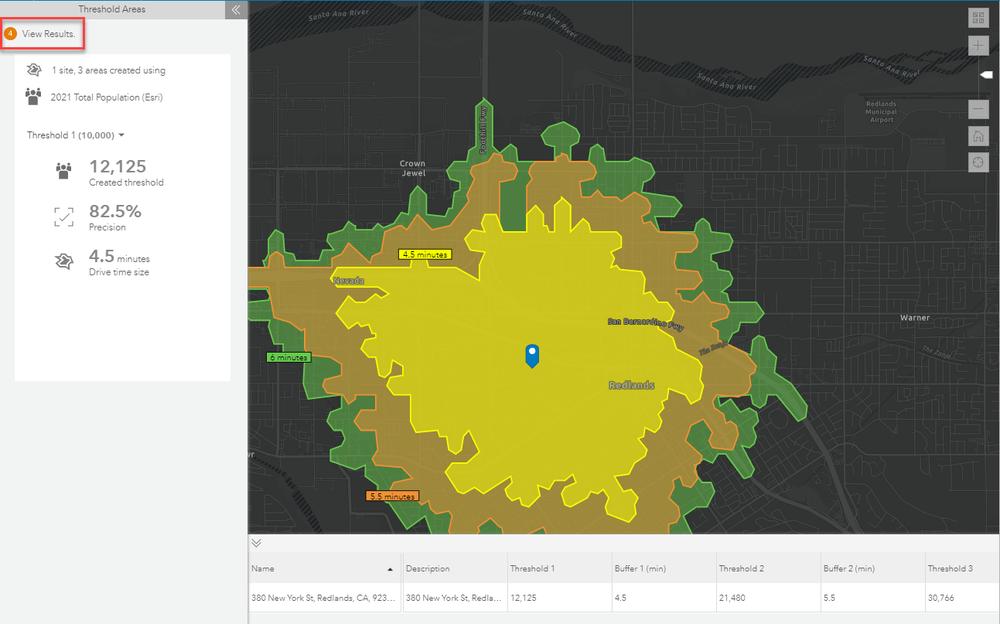 Threshold Areas
4 View Results.
1 site, 3 areas created using
2021 Total Population (Esri)
Threshold 1 (10,000)
12,125
Created threshold
82.5%
Precision
4.5 minutes
Drive time size
Santa Ana River
Santa Ana River
Santa Ana River
Santa Ana River
Redlands
Municipal
Airport
Foothill Fwy
Crown
Jewel
4.5 minutes
Nevada
San Bernardino Fwy
Warner
The Zanja
The Zanja
6 minutes
Redlands
5.5 minutes
Name
Description
Threshold 1
Buffer 1 (min)
Threshold 2
Buffer 2 (min)
Threshold 3
380 New York St, Redlands, CA, 923...
380 New York St, Redla...
12,125
4.5
21,480
5.5
30,766